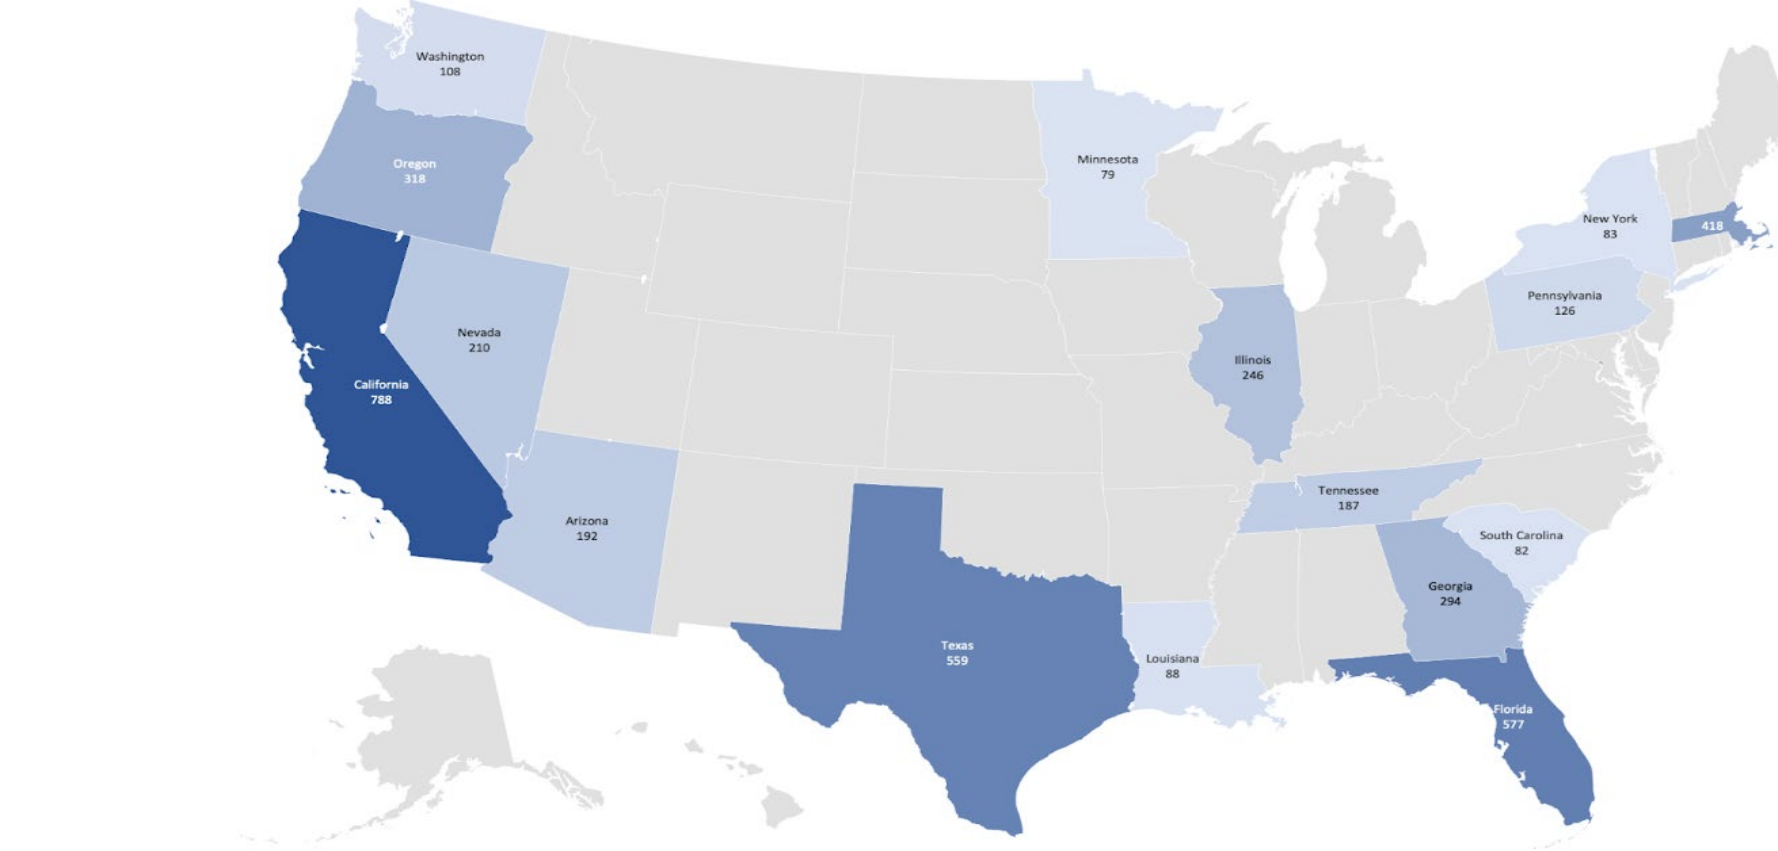 Washington
108
Oregon
318
California
788
Nevada
210
Arizona
192
Texas
559
Minnesota
79
Illinois
246
Louisiana
88
Tennessee
187
Georgia
294
South Carolina
82
Florida
577
Pennsylvania
126
New York
83
418